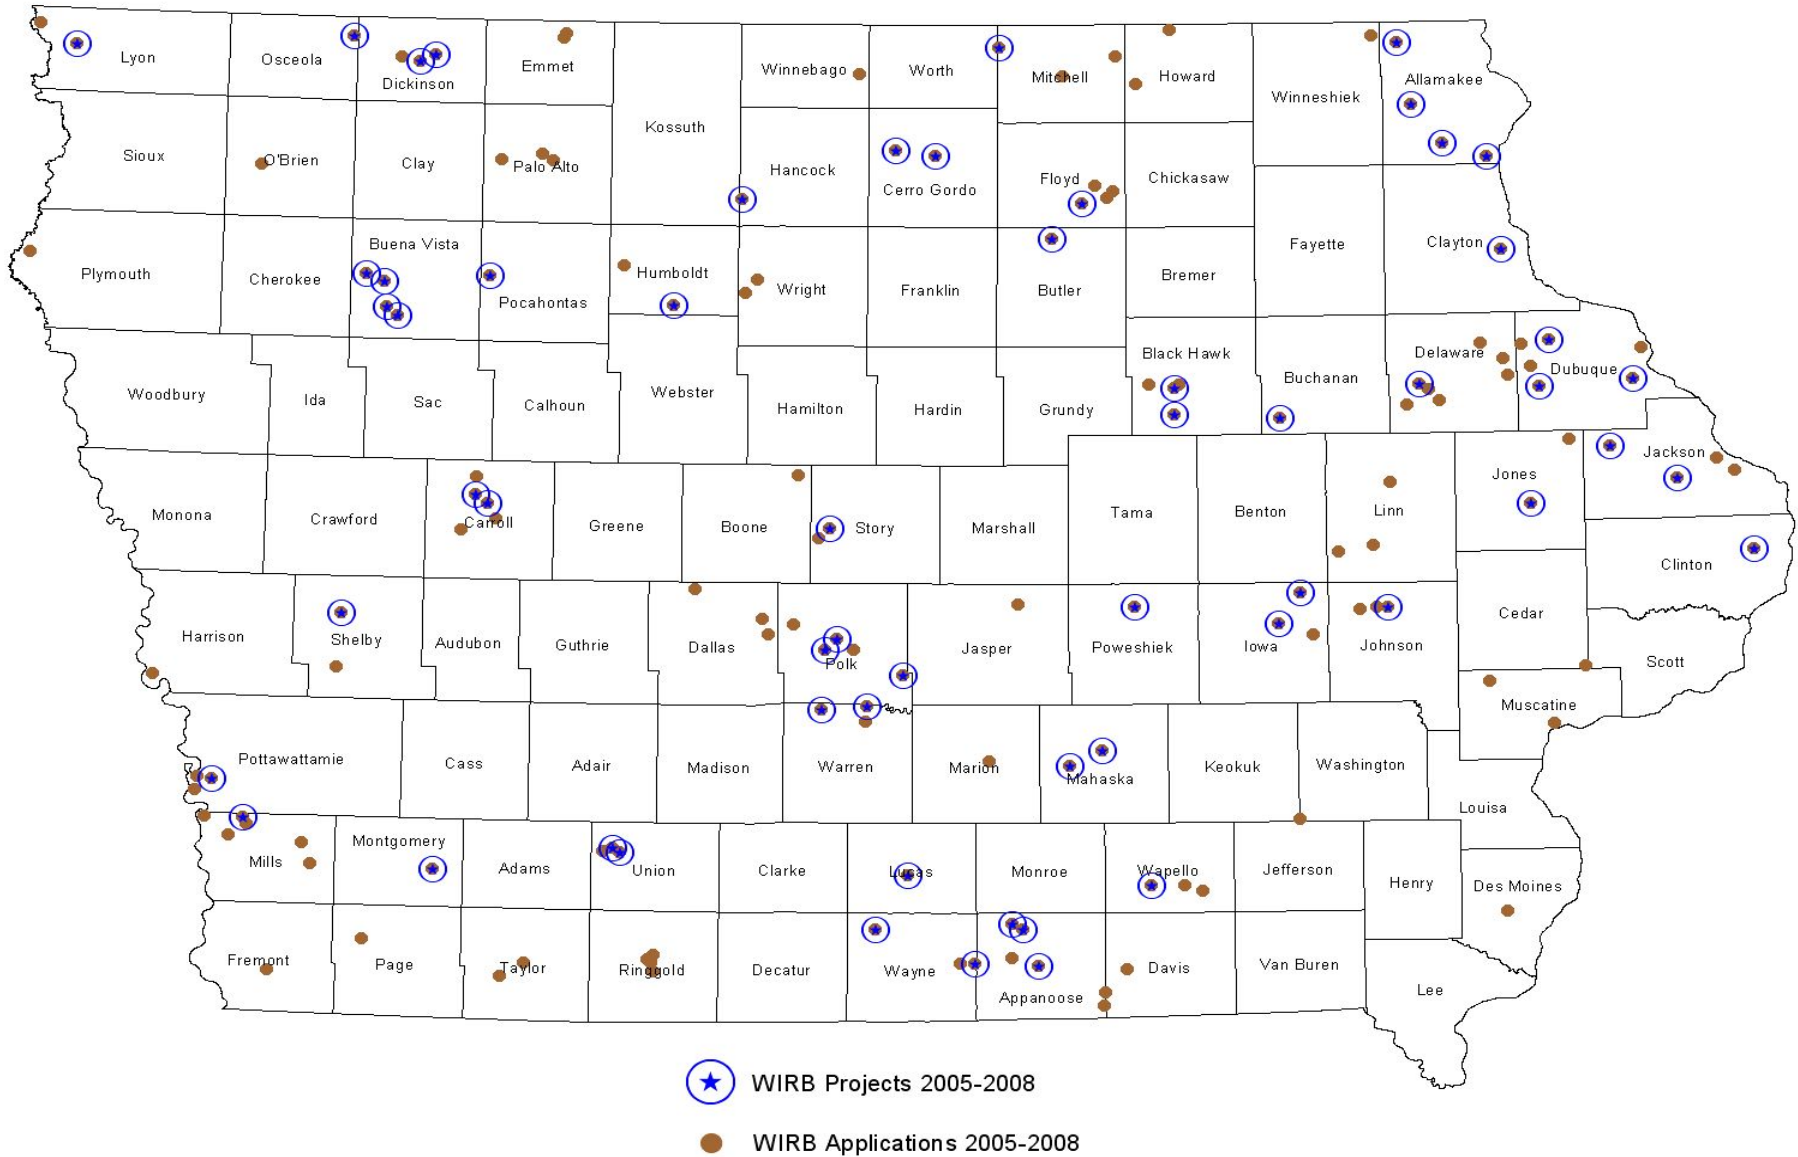 Lyon
Osceola
Dickinson
Emmet
Winnebago
Worth
Mitchell
Howard
Winneshiek
Allamakee
Kossuth
Sioux
O'Brien
Clay
Palo Alto
Hancock
Cerro Gordo
Floyd
Chickasaw
Fayette
Clayton
Plymouth
Cherokee
Buena Vista
Pocahontas
Humboldt
Wright
Franklin
Butler
Bremer
Woodbury
Ida
Sac
Calhoun
Webster
Hamilton
Hardin
Grundy
Black Hawk
Buchanan
Delaware
Dubuque
Monona
Crawford
Carroll
Greene
Boone
Story
Marshall
Tama
Benton
Linn
Jones
Jackson
Clinton
Harrison
Shelby
Audubon
Guthrie
Dallas
Polk
Jasper
Poweshiek
Iowa
Johnson
Cedar
Scott
Muscatine
Pottawattamie
Cass
Adair
Madison
Warren
Marion
Mahaska
Keokuk
Washington
Louisa
Mills
Montgomery
Adams
Union
Clarke
Lucas
Monroe
Wapello
Jefferson
Henry
Des Moines
Fremont
Page
Taylor
Ringgold
Decatur
Wayne
Appanoose
Davis
Van Buren
Lee
WIRB Projects 2005-2008
WIRB Applications 2005-2008